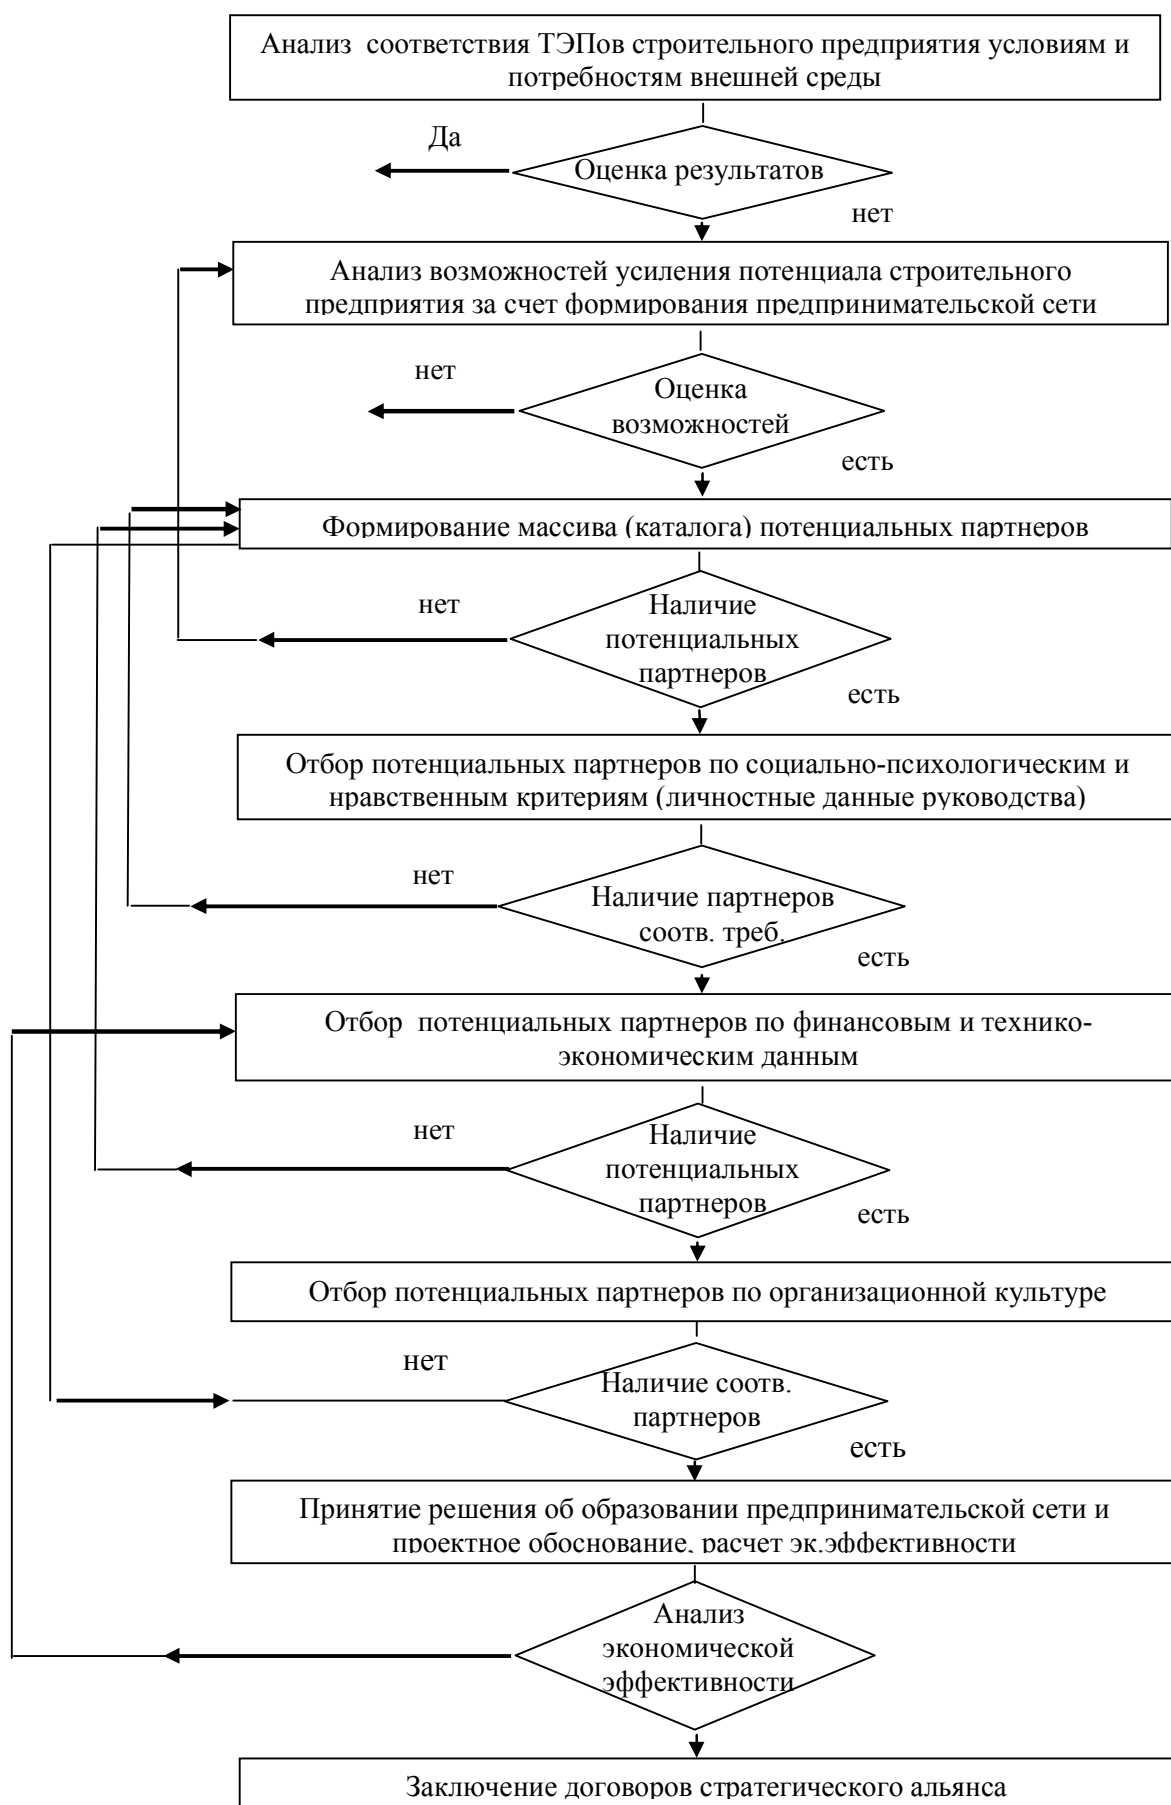 Анализ соответствия ТЭПов строительного предприятия условиям и
потребностям внешней среды
Да
Оценка результатов
нет
Анализ возможностей усиления потенциала строительного
предприятия за счет формирования предпринимательской сети
нет
Оценка
возможностей
есть
Формирование массива (каталога) потенциальных партнеров
нет
Наличие
потенциальных
партнеров
есть
Отбор потенциальных партнеров по социально-психологическим и
нравственным критериям (личностные данные руководства)
нет
Наличие партнеров
соотв. треб.
есть
Отбор потенциальных партнеров по финансовым и технико-
экономическим данным
нет
Наличие
потенциальных
партнеров
есть
Отбор потенциальных партнеров по организационной культуре
нет
Наличие соотв.
партнеров
есть
Принятие решения об образовании предпринимательской сети и
проектное обоснование, расчет эк.эффективности
Анализ
экономической
эффективности
Заключение договоров стратегического альянса